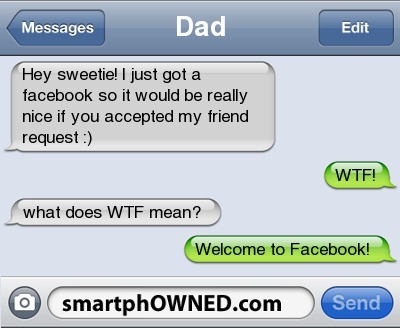 Messages
Dad
Edit
Hey sweetie! I just got a
facebook so it would be really
nice if you accepted my friend
request :)
WTF!
what does WTF mean?
Welcome to Facebook!
smartphOWNED.com
Send